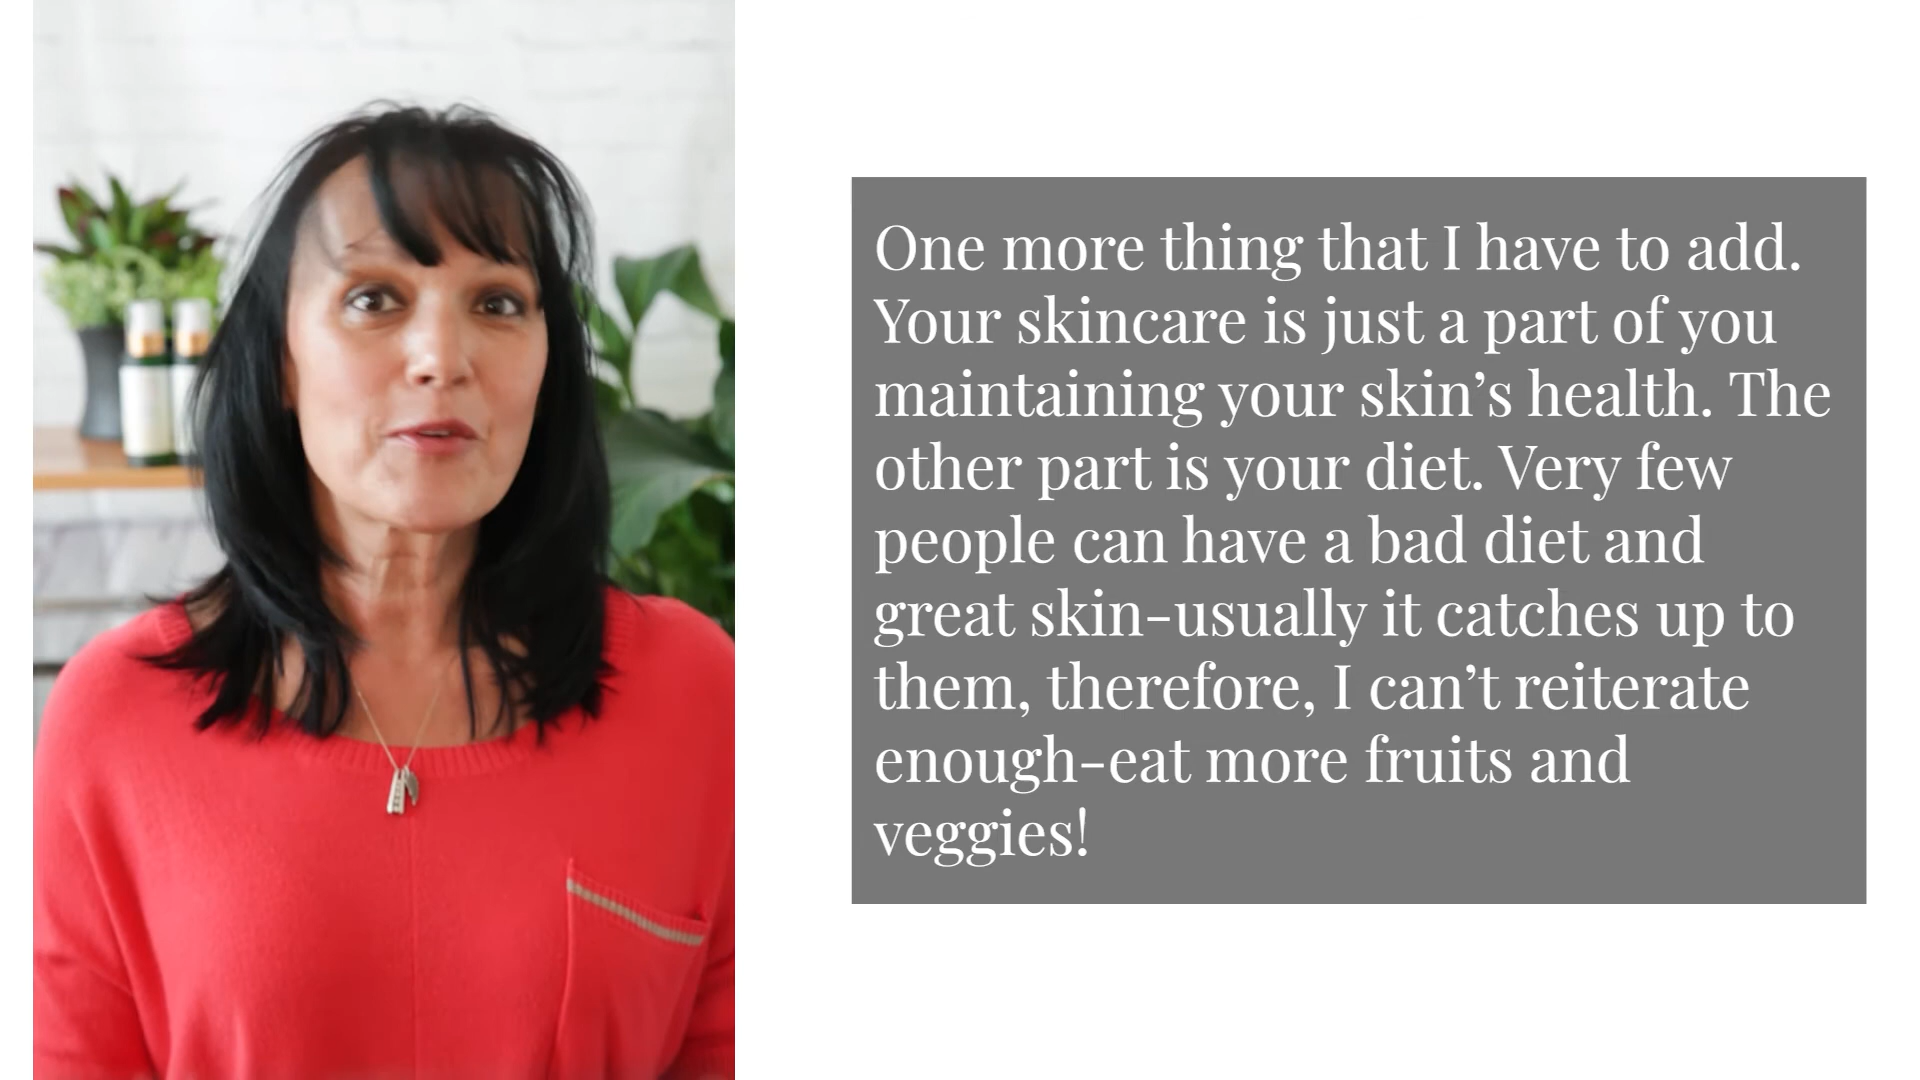 One more thing that I have to add.
Your skincare is just a part of you
maintaining your skin’s health. The
other part is your diet. Very few
people can have a bad diet and
great skin-usually it catches up to
them, therefore, I can’t reiterate
enough-eat more fruits and
veggies!